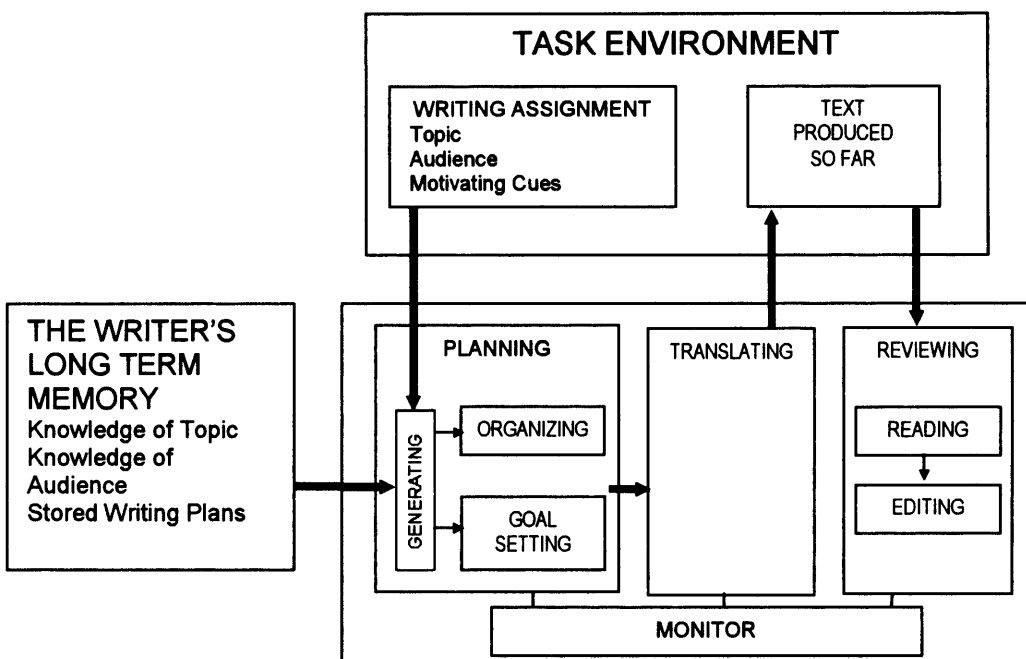 TASK ENVIRONMENT
WRITING ASSIGNMENT
Topic
Audience
Motivating Cues
TEXT
PRODUCED
SO FAR
THE WRITER'S
LONG TERM
MEMORY
Knowledge of Topic
Knowledge of
Audience
Stored Writing Plans
PLANNING
GENERATING
ORGANIZING
GOAL
SETTING
TRANSLATING
REVIEWING
READING
EDITING
MONITOR